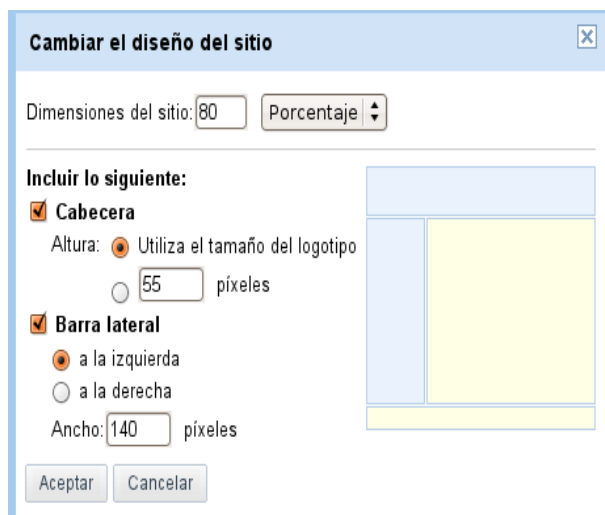 Cambiar el diseño del sitio
Dimensiones del sitio: 80 Porcentaje
Incluir lo siguiente:
Cabecera
Altura: Utiliza el tamaño del logotipo
55 píxeles
Barra lateral
a la izquierda
a la derecha
Ancho: 140 píxeles
Aceptar Cancelar